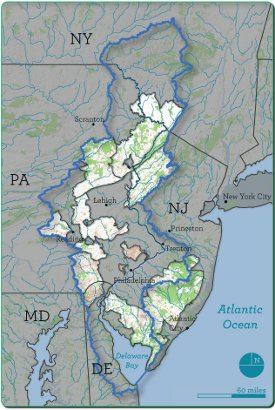 NY
Scranton
PA
New York City
Lehigh
NJ
Princeton
Reading
Trenton
Philadelphia
MD
Atlantic
City
Atlantic
Ocean
Delaware
Bay
DE
60 miles